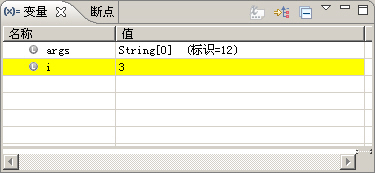 (x)= 变量 断点
名称 值
args String[0] (标识=12)
i 3